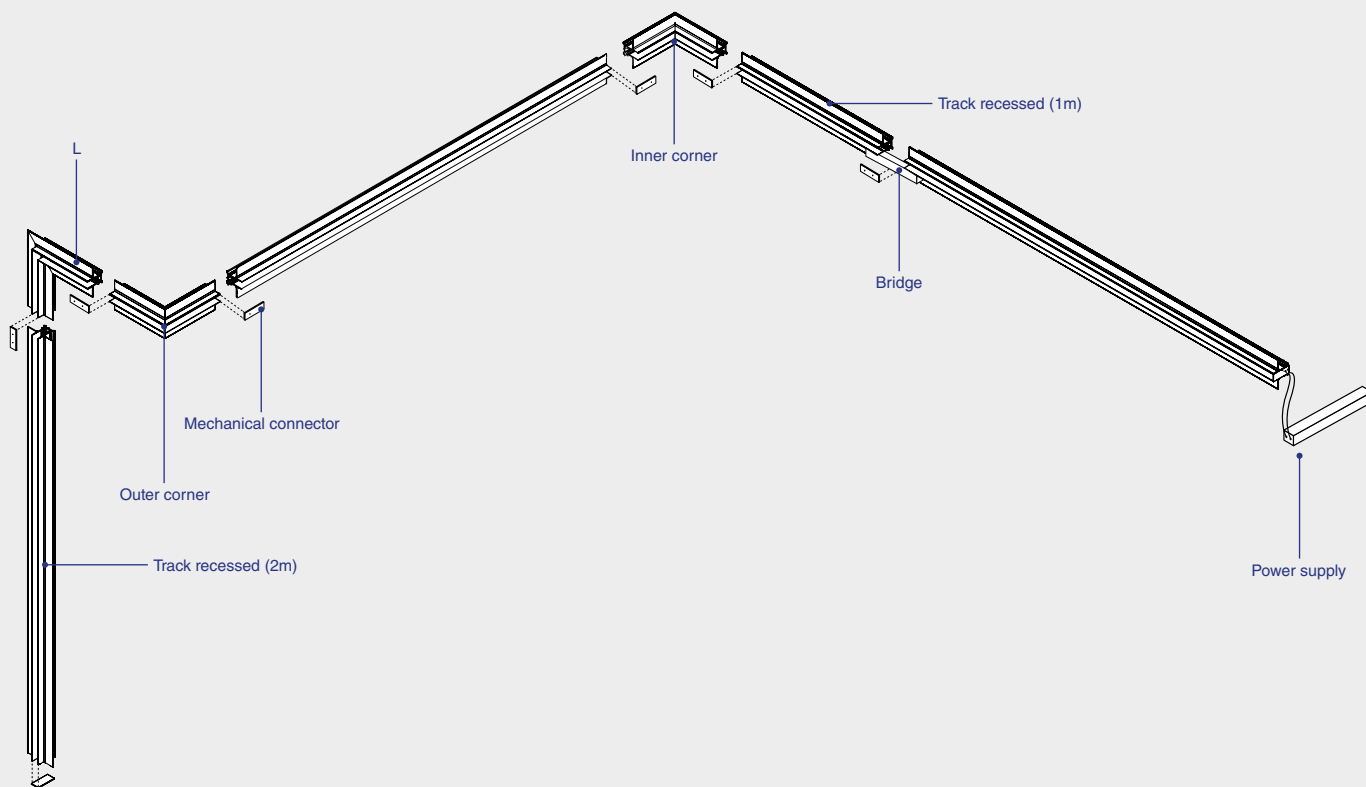 Track recessed (1m)
L
Inner corner
Bridge
Mechanical connector
Outer corner
Track recessed (2m)
Power supply